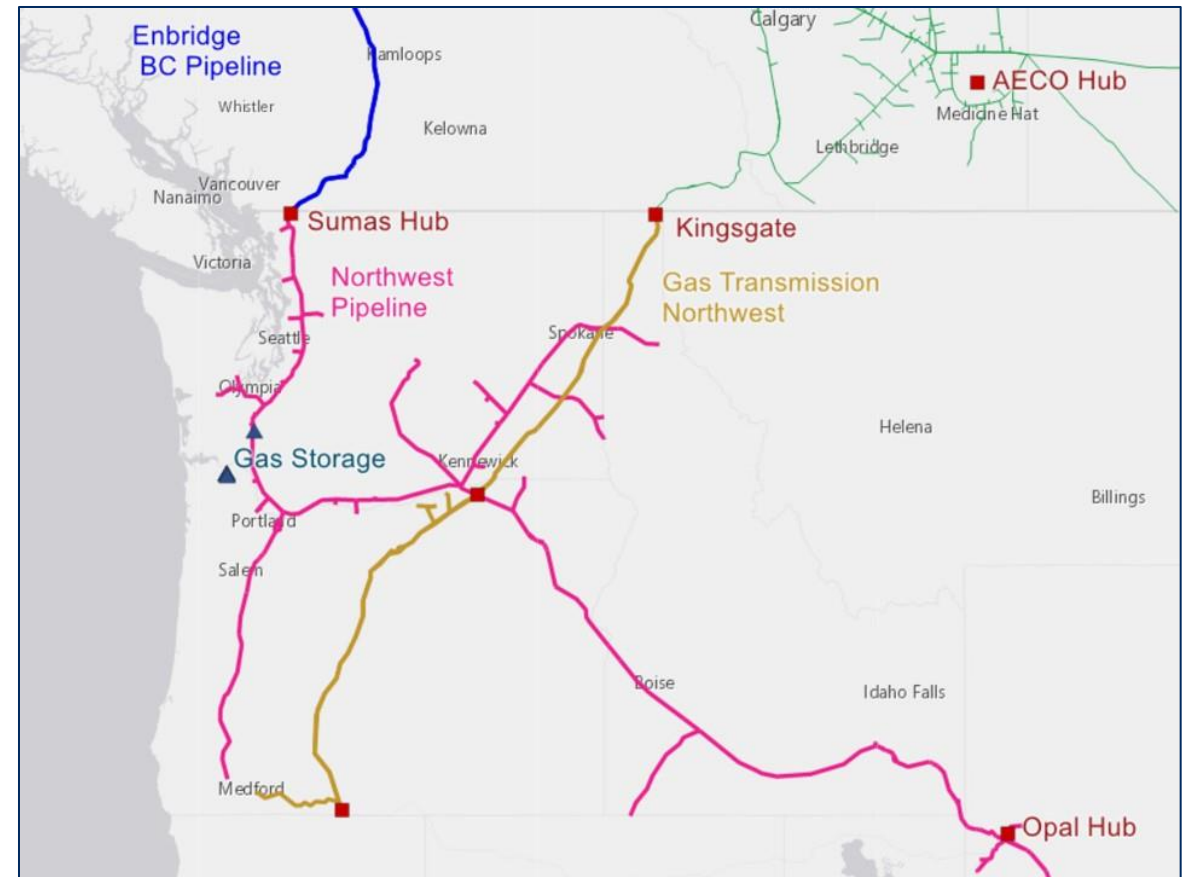 Enbridge
BC Pipeline
Calgary
Kamloops
AECO Hub
Whistler
Medicine Hat
Kelowna
Lethbridge
Vancouver
Nanaimo
Sumas Hub
Kingsgate
Victoria
Northwest
Pipeline
Gas Transmission
Northwest
Seattle
Spokane
Olympia
Helena
Gas Storage
Kennewick
Billings
Portland
Salem
Boise
Idaho Falls
Medford
Opal Hub